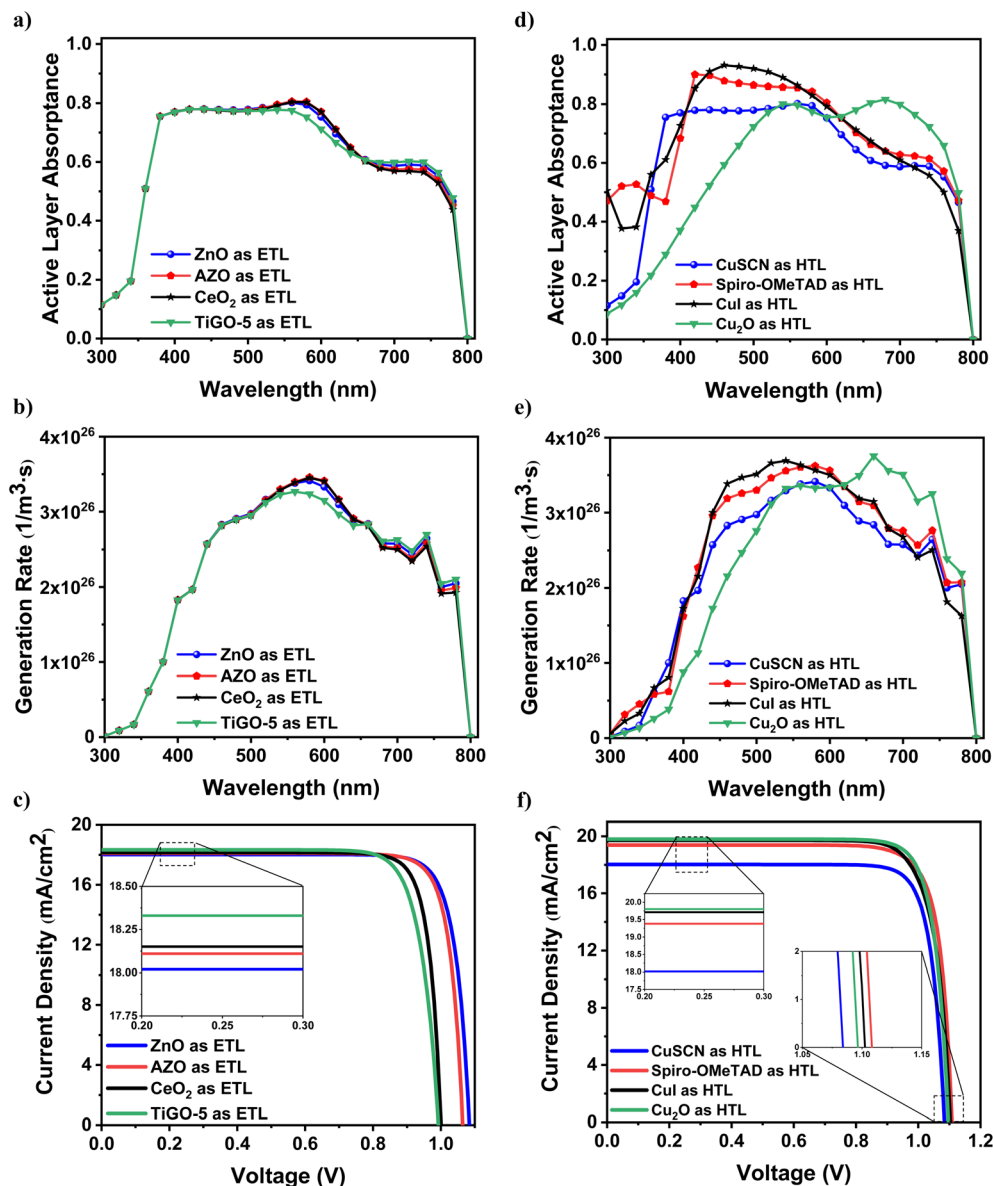 a)
Active Layer Absorptance
1.0
0.8
0.6
0.4
0.2
0.0
ZnO as ETL
AZO as ETL
CeO2 as ETL
TiGO-5 as ETL
300 400 500 600 700 800
Wavelength (nm)
d)
Active Layer Absorptance
1.0
0.8
0.6
0.4
0.2
0.0
CuSCN as HTL
Spiro-OMeTAD as HTL
CuI as HTL
Cu2O as HTL
300 400 500 600 700 800
Wavelength (nm)
b)
Generation Rate (1/m³·s)
4x10²⁶
3x10²⁶
2x10²⁶
1x10²⁶
0
ZnO as ETL
AZO as ETL
CeO2 as ETL
TiGO-5 as ETL
300 400 500 600 700 800
Wavelength (nm)
e)
Generation Rate (1/m³·s)
4x10²⁶
3x10²⁶
2x10²⁶
1x10²⁶
0
CuSCN as HTL
Spiro-OMeTAD as HTL
CuI as HTL
Cu2O as HTL
300 400 500 600 700 800
Wavelength (nm)
c)
Current Density (mA/cm²)
20
16
12
8
4
0
18.50
18.25
18.00
17.75
0.20 0.25 0.30
ZnO as ETL
AZO as ETL
CeO2 as ETL
TiGO-5 as ETL
0.0 0.2 0.4 0.6 0.8 1.0
Voltage (V)
f)
Current Density (mA/cm²)
20
18
16
14
12
10
8
6
4
2
0
20.0
19.5
19.0
18.5
18.0
17.5
0.20 0.25 0.30
2
1
0
1.05 1.10 1.15
CuSCN as HTL
Spiro-OMeTAD as HTL
CuI as HTL
Cu2O as HTL
0.0 0.2 0.4 0.6 0.8 1.0 1.2
Voltage (V)